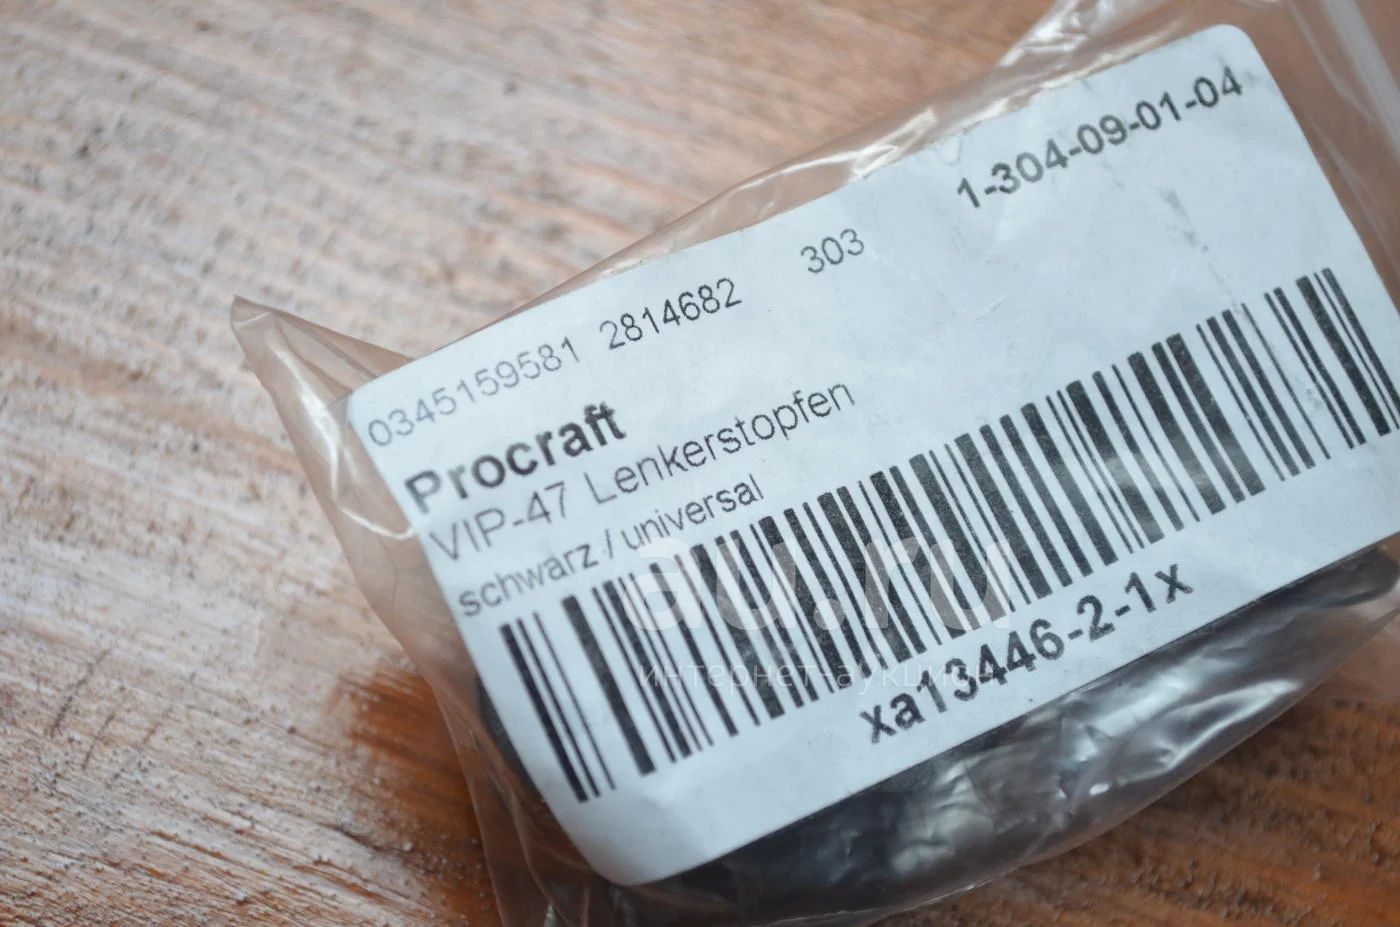 1-304-09-01-04
0345159581 2814682 303
Procraft
VIP-47 Lenkerstopfen
schwarz / universal
xa13446-2-1x
au.ru
интернет-аукцион